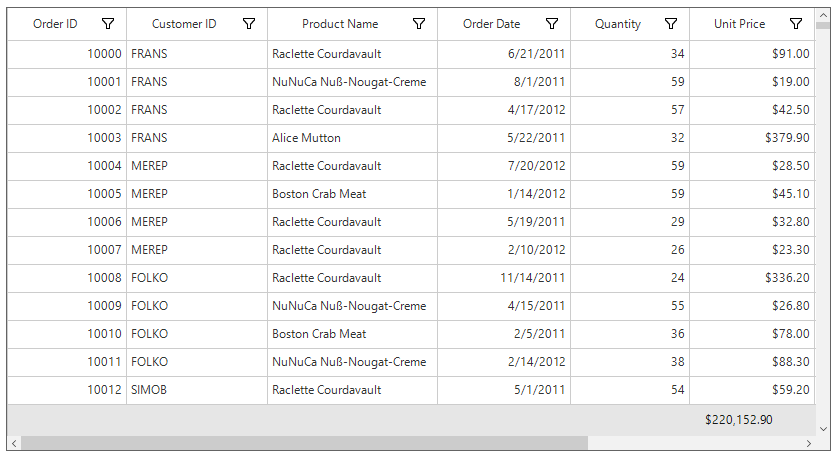 Order ID Customer ID Product Name Order Date Quantity Unit Price
10000 FRANS Raclette Courdavault 6/21/2011 34 $91.00
10001 FRANS NuNuCa Nuß-Nougat-Creme 8/1/2011 59 $19.00
10002 FRANS Raclette Courdavault 4/17/2012 57 $42.50
10003 FRANS Alice Mutton 5/22/2011 32 $379.90
10004 MEREP Raclette Courdavault 7/20/2012 59 $28.50
10005 MEREP Boston Crab Meat 1/14/2012 59 $45.10
10006 MEREP Raclette Courdavault 5/19/2011 29 $32.80
10007 MEREP Raclette Courdavault 2/10/2012 26 $23.30
10008 FOLKO Raclette Courdavault 11/14/2011 24 $336.20
10009 FOLKO NuNuCa Nuß-Nougat-Creme 4/15/2011 55 $26.80
10010 FOLKO Boston Crab Meat 2/5/2011 36 $78.00
10011 FOLKO NuNuCa Nuß-Nougat-Creme 2/14/2012 38 $88.30
10012 SIMOB Raclette Courdavault 5/1/2011 54 $59.20
$220,152.90